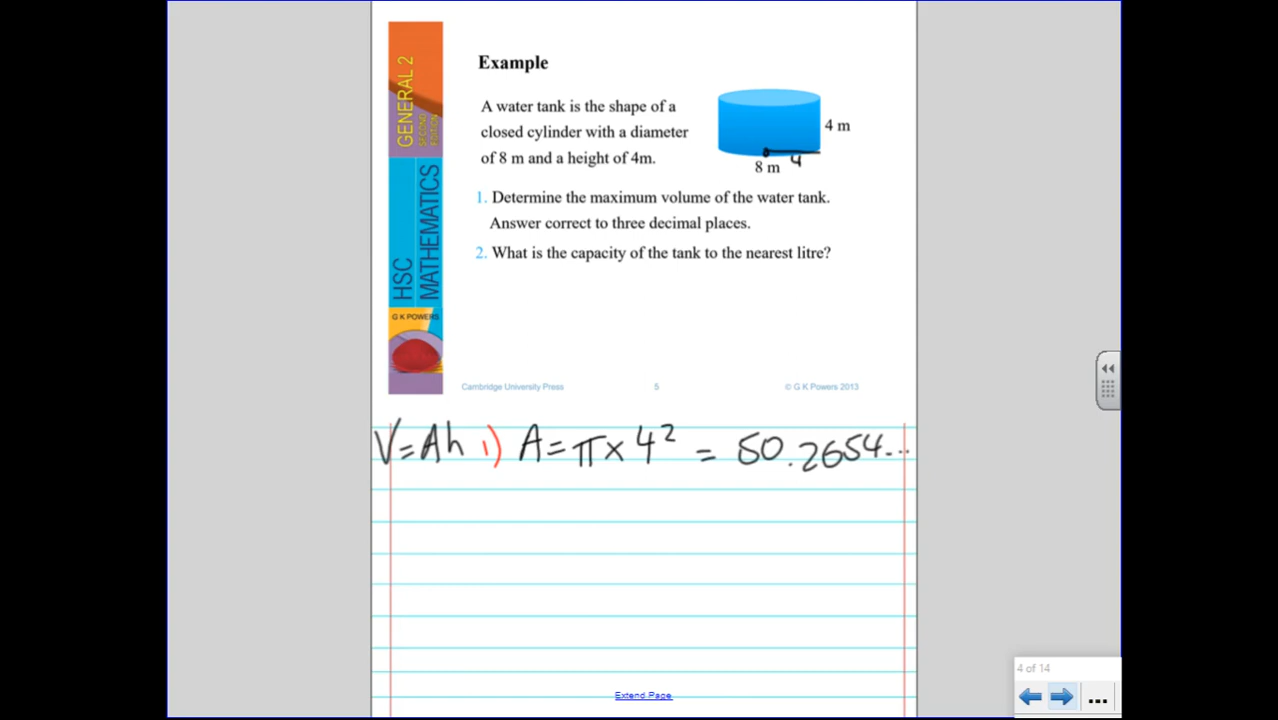 GENERAL 2
SECOND EDITION
HSC
MATHEMATICS
G K POWERS
Example
A water tank is the shape of a
closed cylinder with a diameter
of 8 m and a height of 4m.
4 m
4
8 m
1. Determine the maximum volume of the water tank.
Answer correct to three decimal places.
2. What is the capacity of the tank to the nearest litre?
Cambridge University Press 5 © G K Powers 2013
V=Ah 1) A=π×4² = 50.2654...
Extend Page
4 of 14
...